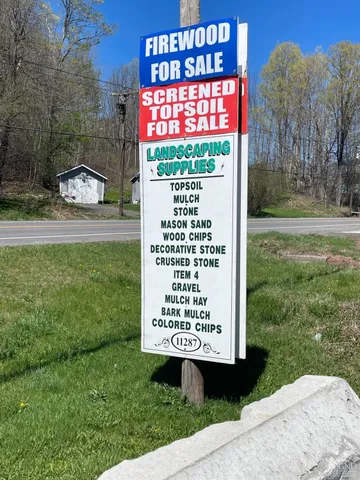 FIREWOOD
FOR SALE
SCREENED
TOPSOIL
FOR SALE
LANDSCAPING
SUPPLIES
TOPSOIL
MULCH
STONE
MASON SAND
WOOD CHIPS
DECORATIVE STONE
CRUSHED STONE
ITEM 4
GRAVEL
MULCH HAY
BARK MULCH
COLORED CHIPS
11287